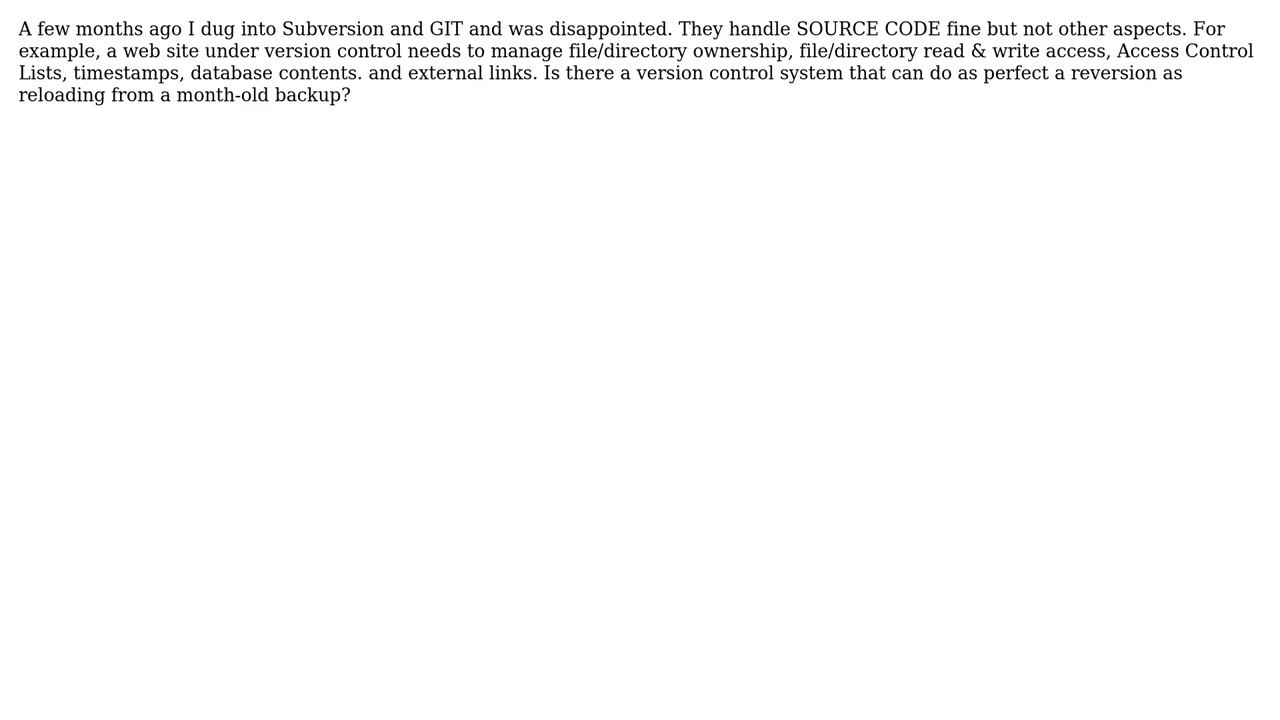 A few months ago I dug into Subversion and GIT and was disappointed. They handle SOURCE CODE fine but not other aspects. For
example, a web site under version control needs to manage file/directory ownership, file/directory read & write access, Access Control
Lists, timestamps, database contents. and external links. Is there a version control system that can do as perfect a reversion as
reloading from a month-old backup?